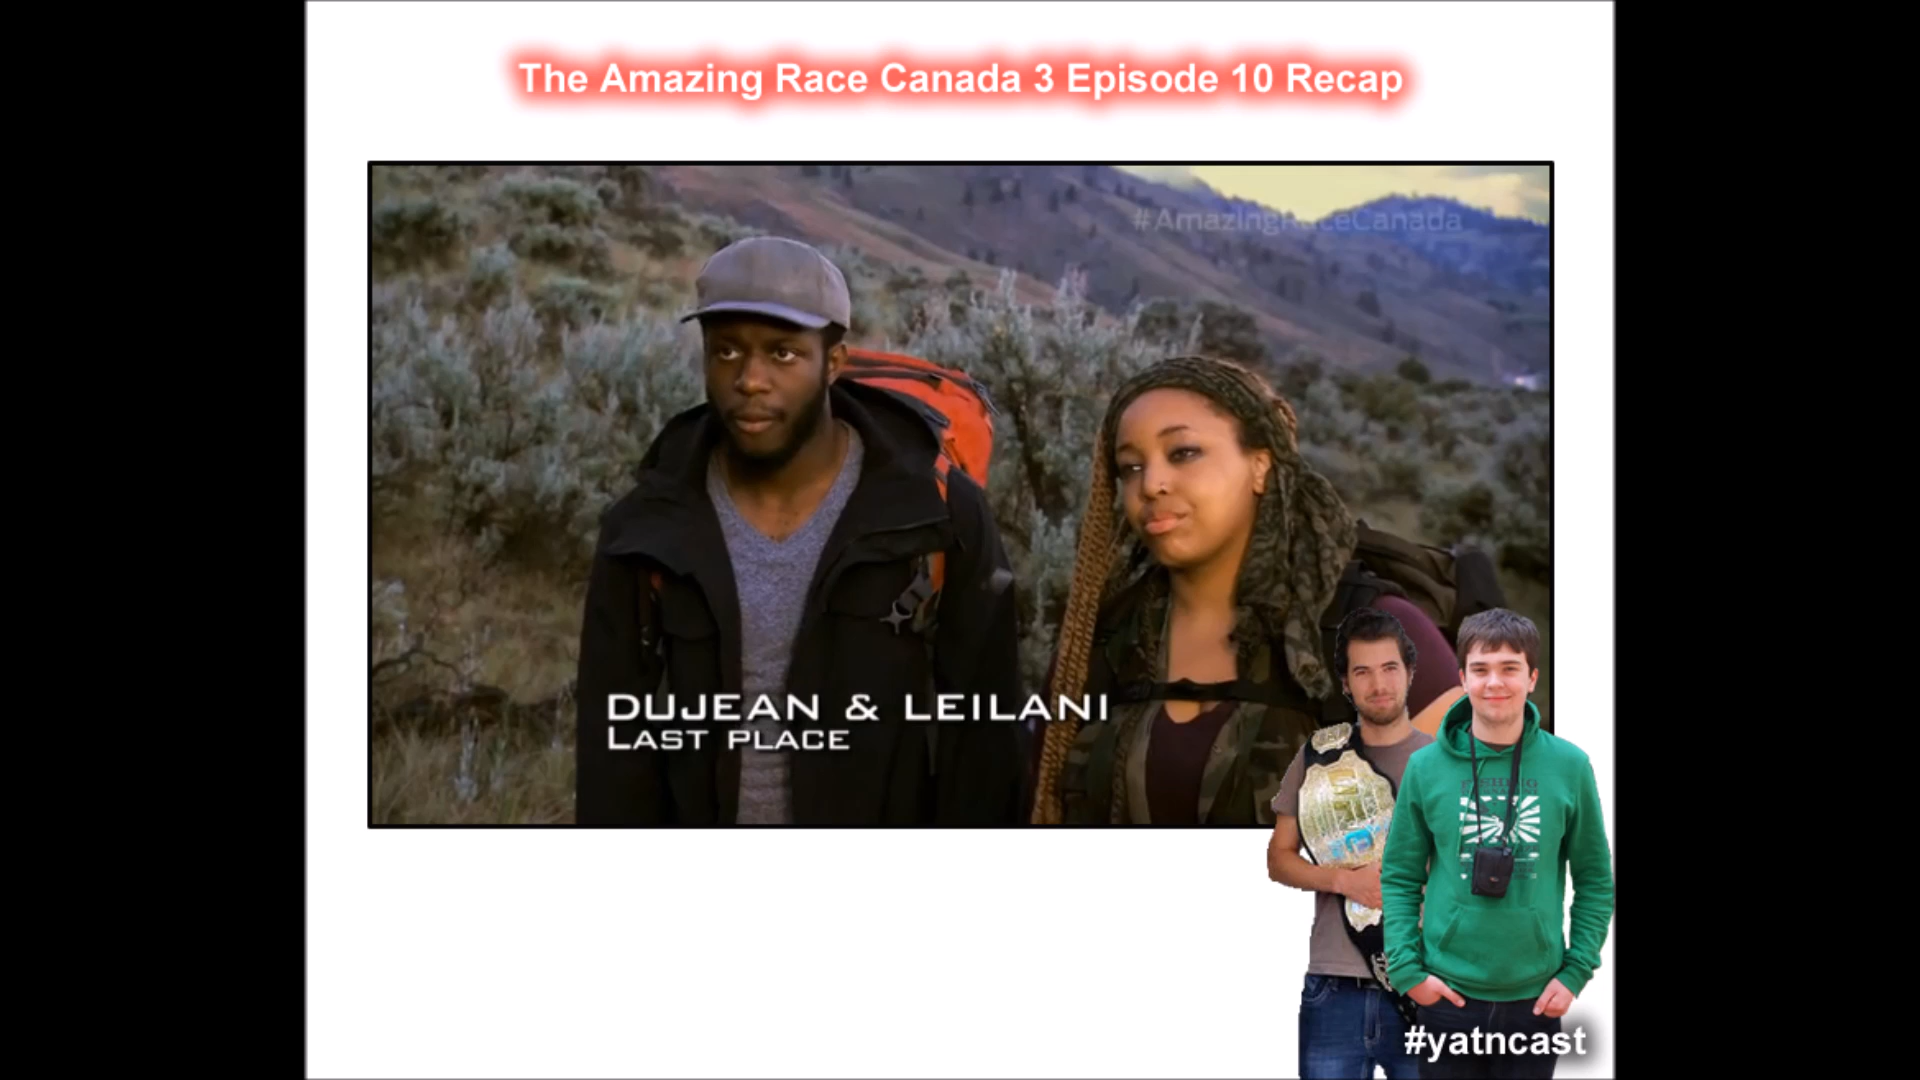 The Amazing Race Canada 3 Episode 10 Recap
#AmazingRaceCanada
DUJEAN & LEILANI
LAST PLACE
#yatncast